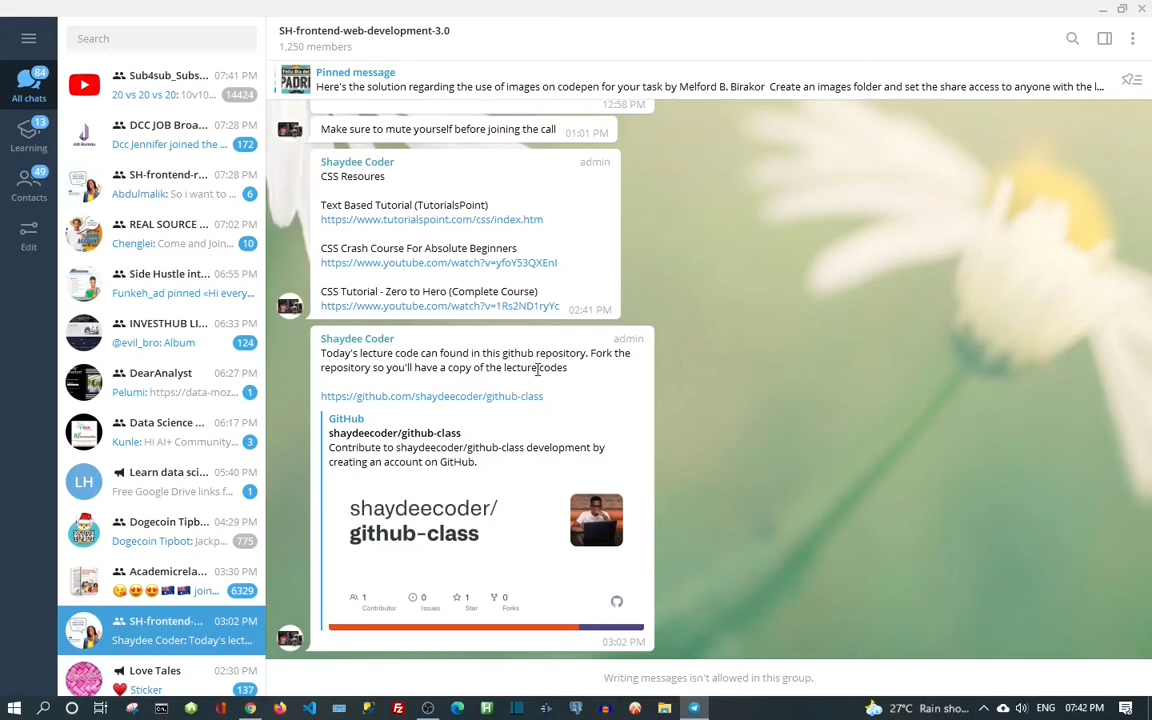 Search
84
All chats
13
Learning
49
Contacts
Edit
Sub4sub_Subs... 07:41 PM
20 vs 20 vs 20: 10v10... 14424
DCC JOB Broa... 07:28 PM
Dcc Jennifer joined the ... 172
SH-frontend-r... 07:28 PM
Abdulmalik: So i want to ... 6
REAL SOURCE ... 07:02 PM
Chenglei: Come and Join... 10
Side Hustle int... 06:55 PM
Funkeh_ad pinned «Hi every...
INVESTHUB LI... 06:33 PM
@evil_bro: Album 124
DearAnalyst 06:27 PM
Pelumi: https://data-moz... 1
Data Science ... 06:17 PM
Kunle: Hi AI+ Community... 3
LH
Learn data sci... 05:40 PM
Free Google Drive links f... 1
Dogecoin Tipb... 04:29 PM
Dogecoin Tipbot: Jackp... 775
Academicrela... 03:30 PM
join... 6329
SH-frontend-... 03:02 PM
Shaydee Coder: Today's lect...
Love Tales 02:30 PM
Sticker 137
SH-frontend-web-development-3.0
1,250 members
Pinned message
Here's the solution regarding the use of images on codepen for your task by Melford B. Birakor Create an images folder and set the share access to anyone with the l...
12:58 PM
Make sure to mute yourself before joining the call 01:01 PM
Shaydee Coder admin
CSS Resoures
Text Based Tutorial (TutorialsPoint)
https://www.tutorialspoint.com/css/index.htm
CSS Crash Course For Absolute Beginners
https://www.youtube.com/watch?v=yfoY53QXEnI
CSS Tutorial - Zero to Hero (Complete Course)
https://www.youtube.com/watch?v=1Rs2ND1ryYc 02:41 PM
Shaydee Coder admin
Today's lecture code can found in this github repository. Fork the
repository so you'll have a copy of the lecture codes
https://github.com/shaydeecoder/github-class
GitHub
shaydeecoder/github-class
Contribute to shaydeecoder/github-class development by
creating an account on GitHub.
shaydeecoder/
github-class
1 0 1 0
Contributor Issues Star Forks
03:02 PM
Writing messages isn't allowed in this group.
27°C Rain sho... 07:42 PM